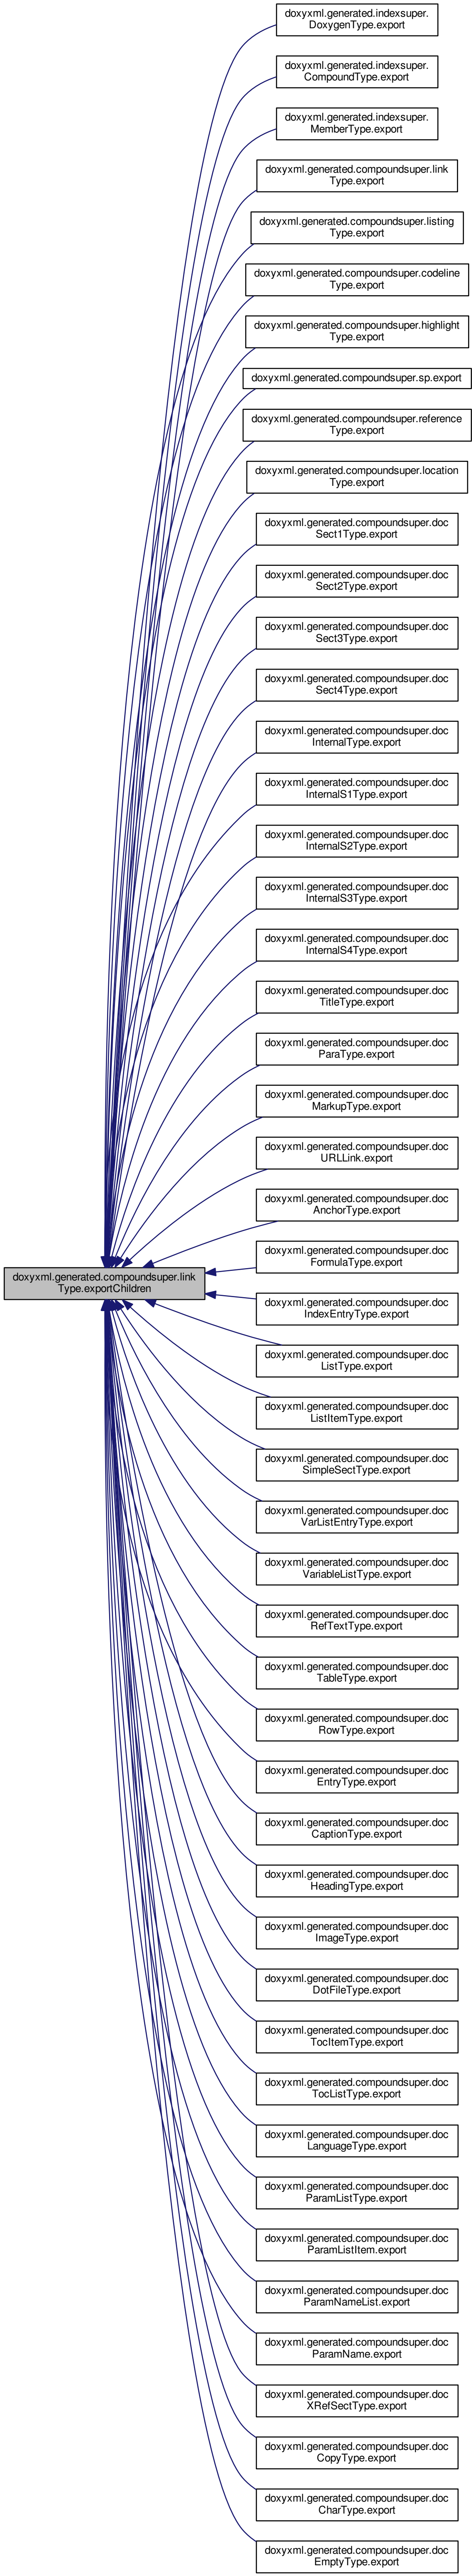 doxyxml.generated.indexsuper.
DoxygenType.export
doxyxml.generated.indexsuper.
CompoundType.export
doxyxml.generated.indexsuper.
MemberType.export
doxyxml.generated.compoundsuper.link
Type.export
doxyxml.generated.compoundsuper.listing
Type.export
doxyxml.generated.compoundsuper.codeline
Type.export
doxyxml.generated.compoundsuper.highlight
Type.export
doxyxml.generated.compoundsuper.sp.export
doxyxml.generated.compoundsuper.reference
Type.export
doxyxml.generated.compoundsuper.location
Type.export
doxyxml.generated.compoundsuper.doc
Sect1Type.export
doxyxml.generated.compoundsuper.doc
Sect2Type.export
doxyxml.generated.compoundsuper.doc
Sect3Type.export
doxyxml.generated.compoundsuper.doc
Sect4Type.export
doxyxml.generated.compoundsuper.doc
InternalType.export
doxyxml.generated.compoundsuper.doc
InternalS1Type.export
doxyxml.generated.compoundsuper.doc
InternalS2Type.export
doxyxml.generated.compoundsuper.doc
InternalS3Type.export
doxyxml.generated.compoundsuper.doc
InternalS4Type.export
doxyxml.generated.compoundsuper.doc
TitleType.export
doxyxml.generated.compoundsuper.doc
ParaType.export
doxyxml.generated.compoundsuper.doc
MarkupType.export
doxyxml.generated.compoundsuper.doc
URLLink.export
doxyxml.generated.compoundsuper.doc
AnchorType.export
doxyxml.generated.compoundsuper.doc
FormulaType.export
doxyxml.generated.compoundsuper.link
Type.exportChildren
doxyxml.generated.compoundsuper.doc
IndexEntryType.export
doxyxml.generated.compoundsuper.doc
ListType.export
doxyxml.generated.compoundsuper.doc
ListItemType.export
doxyxml.generated.compoundsuper.doc
SimpleSectType.export
doxyxml.generated.compoundsuper.doc
VarListEntryType.export
doxyxml.generated.compoundsuper.doc
VariableListType.export
doxyxml.generated.compoundsuper.doc
RefTextType.export
doxyxml.generated.compoundsuper.doc
TableType.export
doxyxml.generated.compoundsuper.doc
RowType.export
doxyxml.generated.compoundsuper.doc
EntryType.export
doxyxml.generated.compoundsuper.doc
CaptionType.export
doxyxml.generated.compoundsuper.doc
HeadingType.export
doxyxml.generated.compoundsuper.doc
ImageType.export
doxyxml.generated.compoundsuper.doc
DotFileType.export
doxyxml.generated.compoundsuper.doc
TocItemType.export
doxyxml.generated.compoundsuper.doc
TocListType.export
doxyxml.generated.compoundsuper.doc
LanguageType.export
doxyxml.generated.compoundsuper.doc
ParamListType.export
doxyxml.generated.compoundsuper.doc
ParamListItem.export
doxyxml.generated.compoundsuper.doc
ParamNameList.export
doxyxml.generated.compoundsuper.doc
ParamName.export
doxyxml.generated.compoundsuper.doc
XRefSectType.export
doxyxml.generated.compoundsuper.doc
CopyType.export
doxyxml.generated.compoundsuper.doc
CharType.export
doxyxml.generated.compoundsuper.doc
EmptyType.export